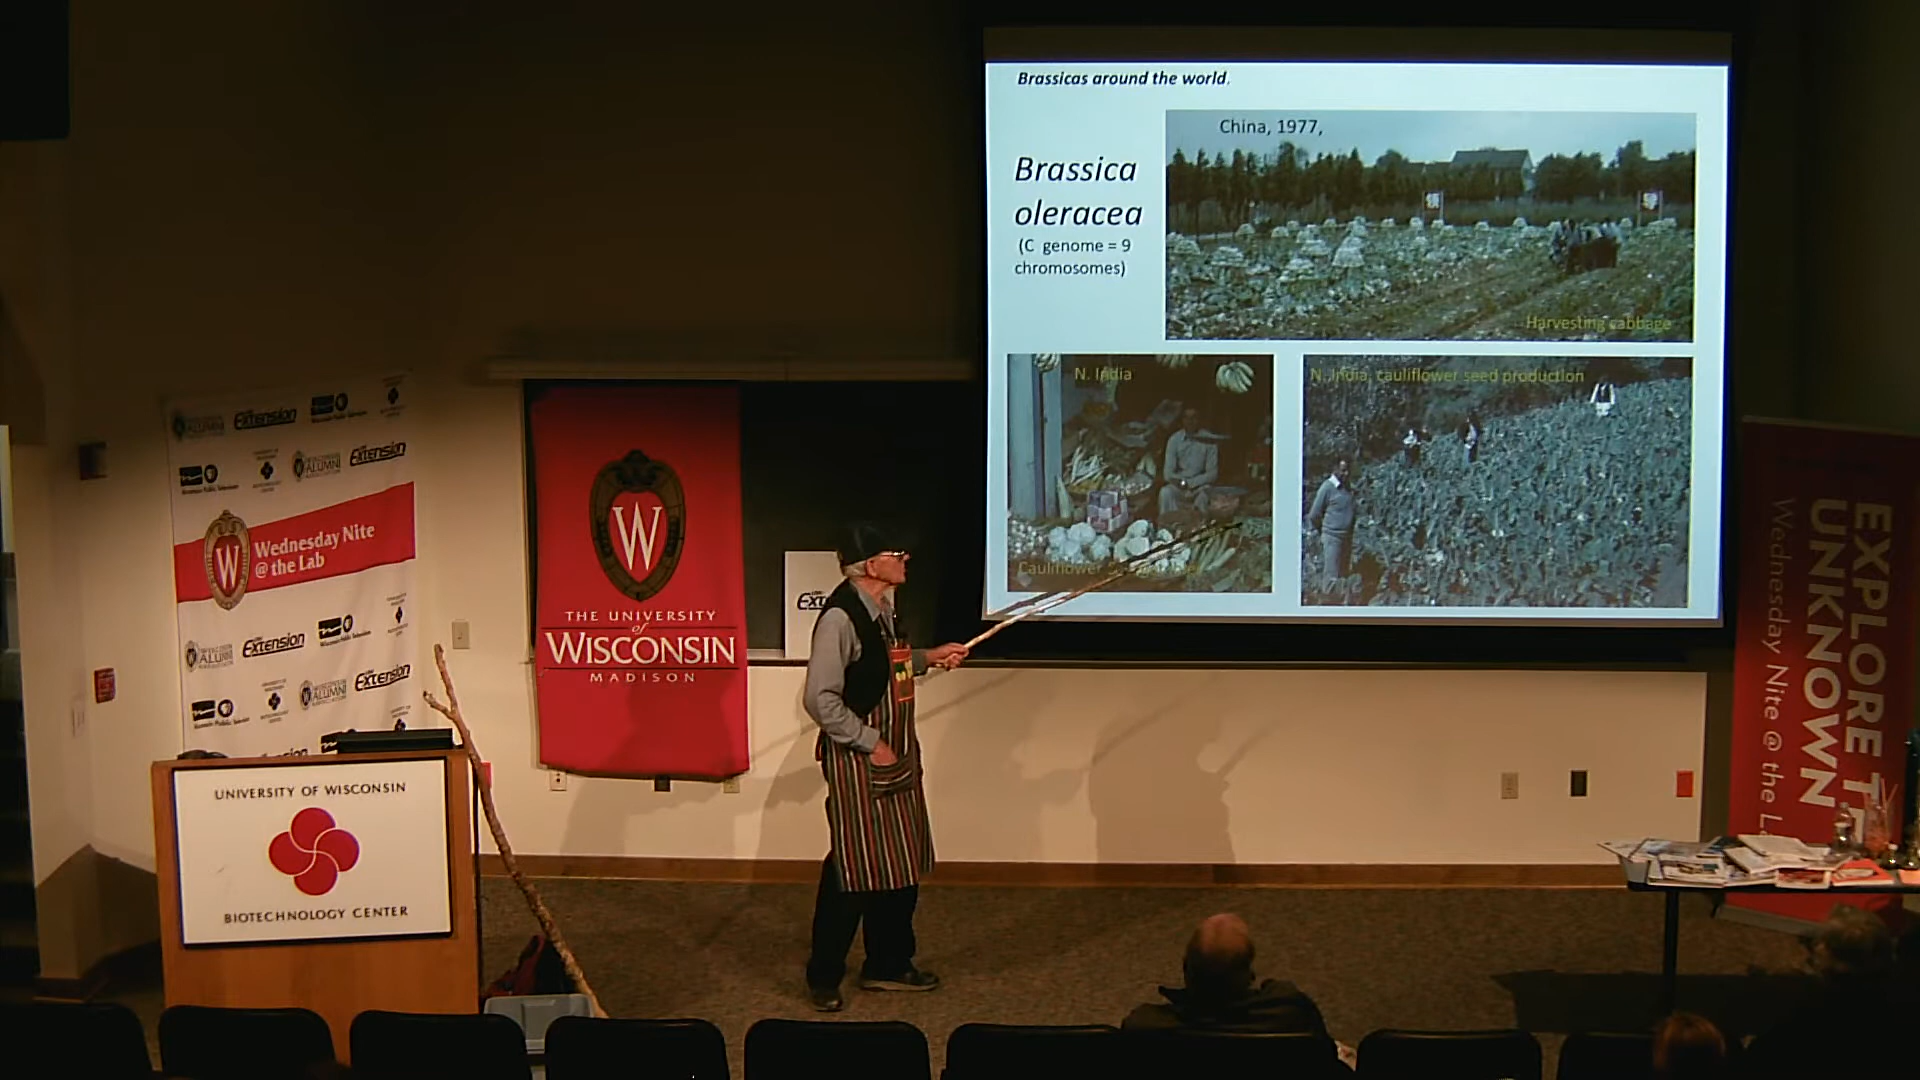 Brassicas around the world.
China, 1977,
Brassica
oleracea
(C genome = 9
chromosomes)
Harvesting cabbage
N. India
N. India, cauliflower seed production
Cauliflower
Extension
Extension
Wednesday Nite
@ the Lab
ALUMNI
Extension
ALUMNI
Extension
W
W
THE UNIVERSITY
of
WISCONSIN
MADISON
UNIVERSITY OF WISCONSIN
BIOTECHNOLOGY CENTER
EXPLORE
UNKNOWN
Wednesday Nite @ the